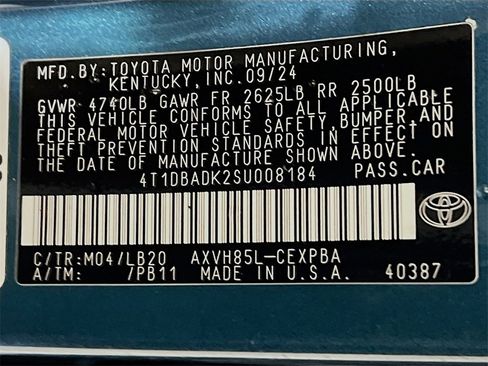 MFD.BY:TOYOTA MOTOR MANUFACTURING,
KENTUCKY, INC.09/24
GVWR 4740LB GAWR FR 2625LB RR 2500LB
THIS VEHICLE CONFORMS TO ALL APPLICABLE
FEDERAL MOTOR VEHICLE SAFETY, BUMPER,AND
THEFT PREVENTION STANDARDS IN EFFECT ON
THE DATE OF MANUFACTURE SHOWN ABOVE.
4T1DBADK2SU008184 PASS.CAR
C/TR:M04/LB20 AXVH85L-CEXPBA
A/TM: /PB11 MADE IN U.S.A. 40387